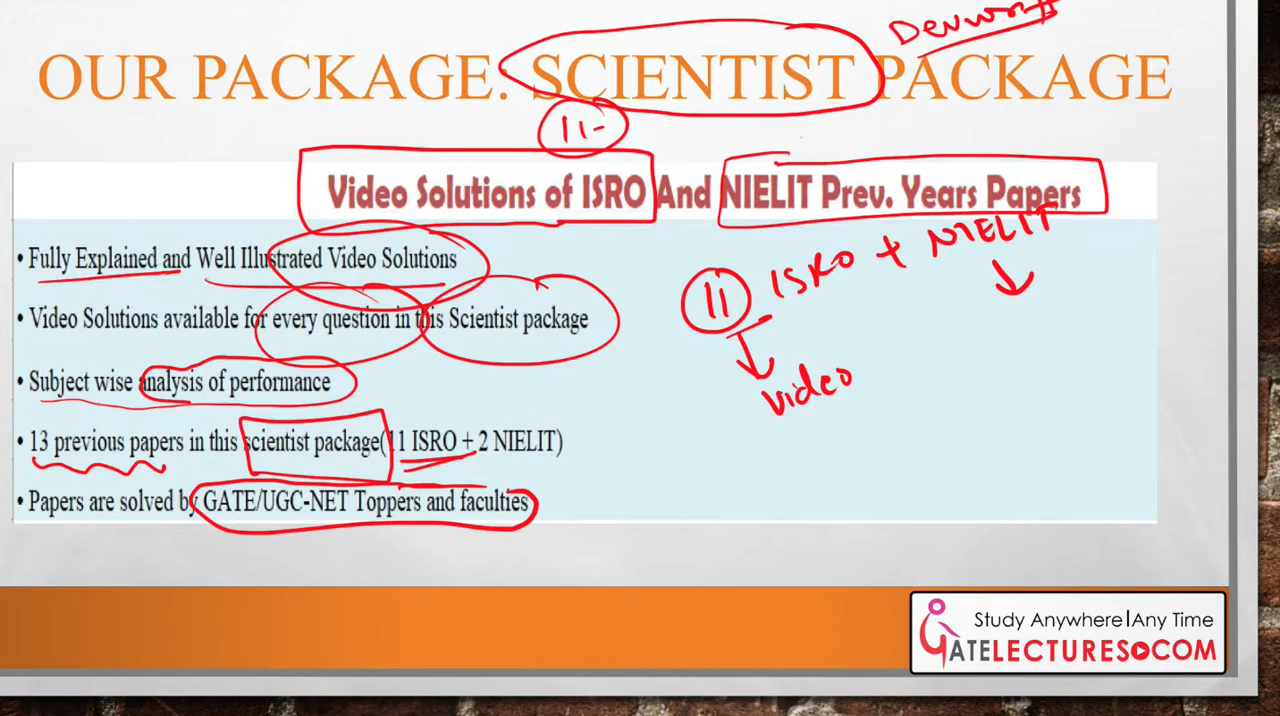 OUR PACKAGE: SCIENTIST PACKAGE
11-
Video Solutions of ISRO And NIELIT Prev. Years Papers
• Fully Explained and Well Illustrated Video Solutions
11 ISRO + NIELIT
• Video Solutions available for every question in this Scientist package
• Subject wise analysis of performance
video
• 13 previous papers in this scientist package(11 ISRO + 2 NIELIT)
• Papers are solved by GATE/UGC-NET Toppers and faculties
Study Anywhere|Any Time
GATELECTURES.COM